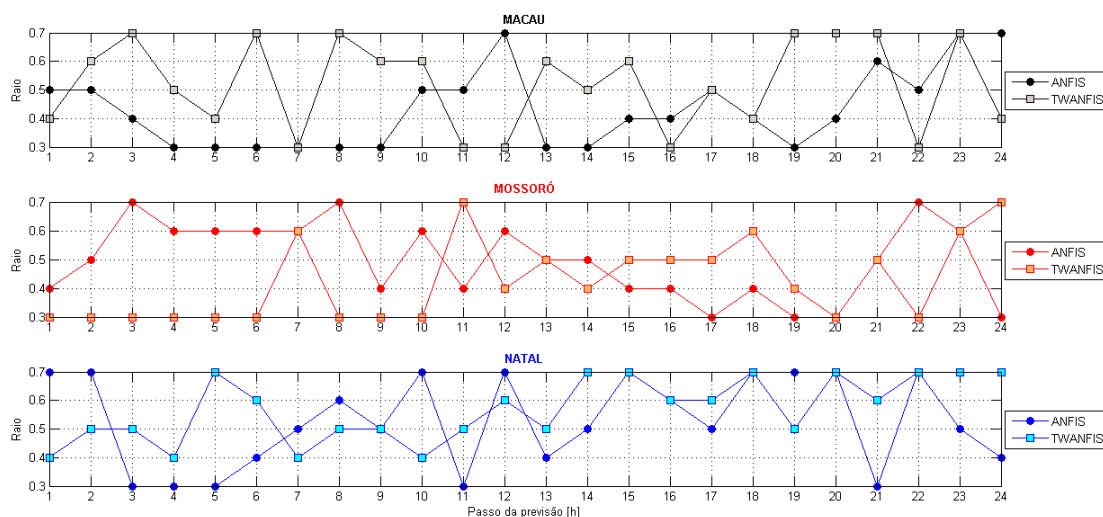 MACAU
0.7
0.6
0.5
0.4
0.3
Raio
1 2 3 4 5 6 7 8 9 10 11 12 13 14 15 16 17 18 19 20 21 22 23 24
ANFIS
TWANFIS
MOSSORÓ
0.7
0.6
0.5
0.4
0.3
Raio
1 2 3 4 5 6 7 8 9 10 11 12 13 14 15 16 17 18 19 20 21 22 23 24
ANFIS
TWANFIS
NATAL
0.7
0.6
0.5
0.4
0.3
Raio
1 2 3 4 5 6 7 8 9 10 11 12 13 14 15 16 17 18 19 20 21 22 23 24
Passo da previsão [h]
ANFIS
TWANFIS